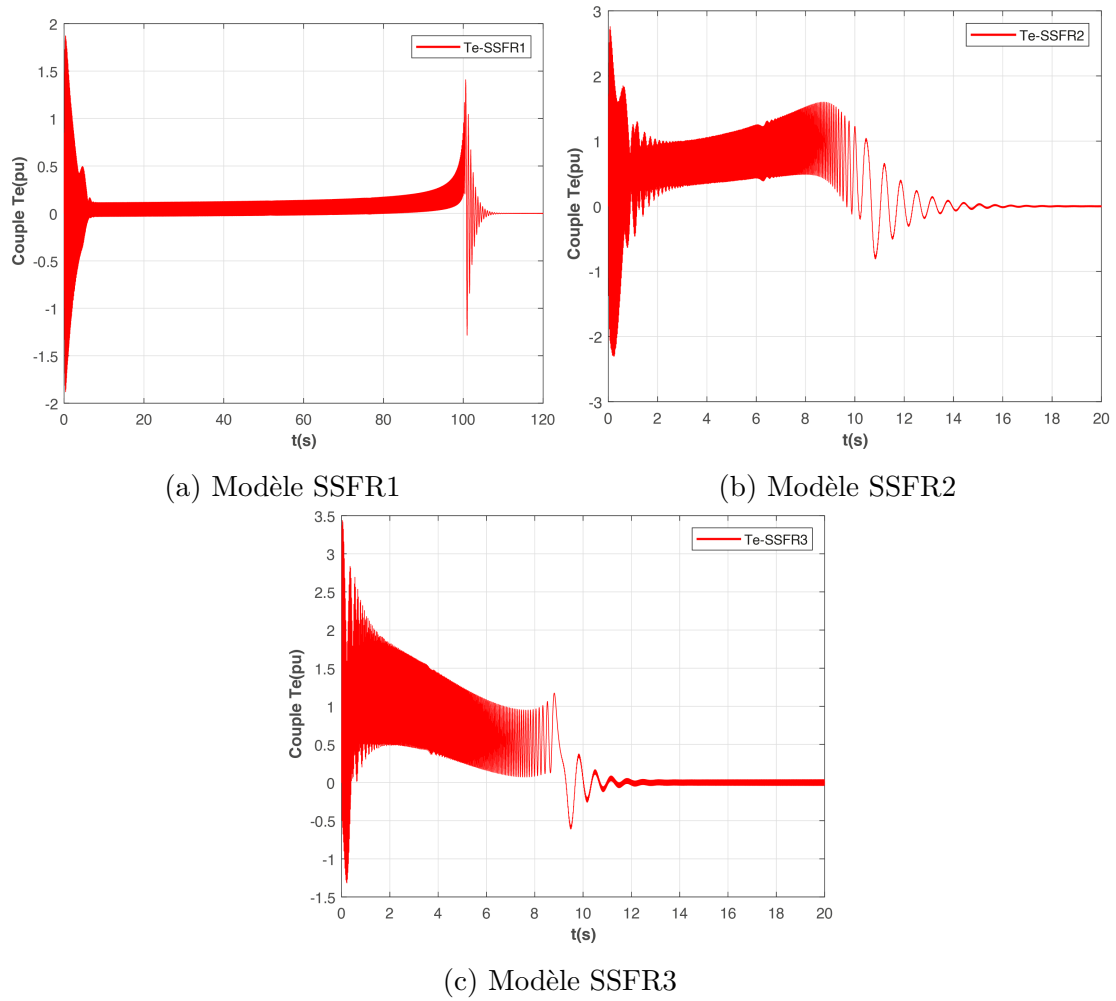 Te-SSFR1
Couple Te(pu)
2
1.5
1
0.5
0
-0.5
-1
-1.5
-2
0 20 40 60 80 100 120
t(s)
(a) Modèle SSFR1
Te-SSFR2
Couple Te(pu)
3
2
1
0
-1
-2
-3
0 2 4 6 8 10 12 14 16 18 20
t(s)
(b) Modèle SSFR2
Te-SSFR3
Couple Te(pu)
3.5
3
2.5
2
1.5
1
0.5
0
-0.5
-1
-1.5
0 2 4 6 8 10 12 14 16 18 20
t(s)
(c) Modèle SSFR3